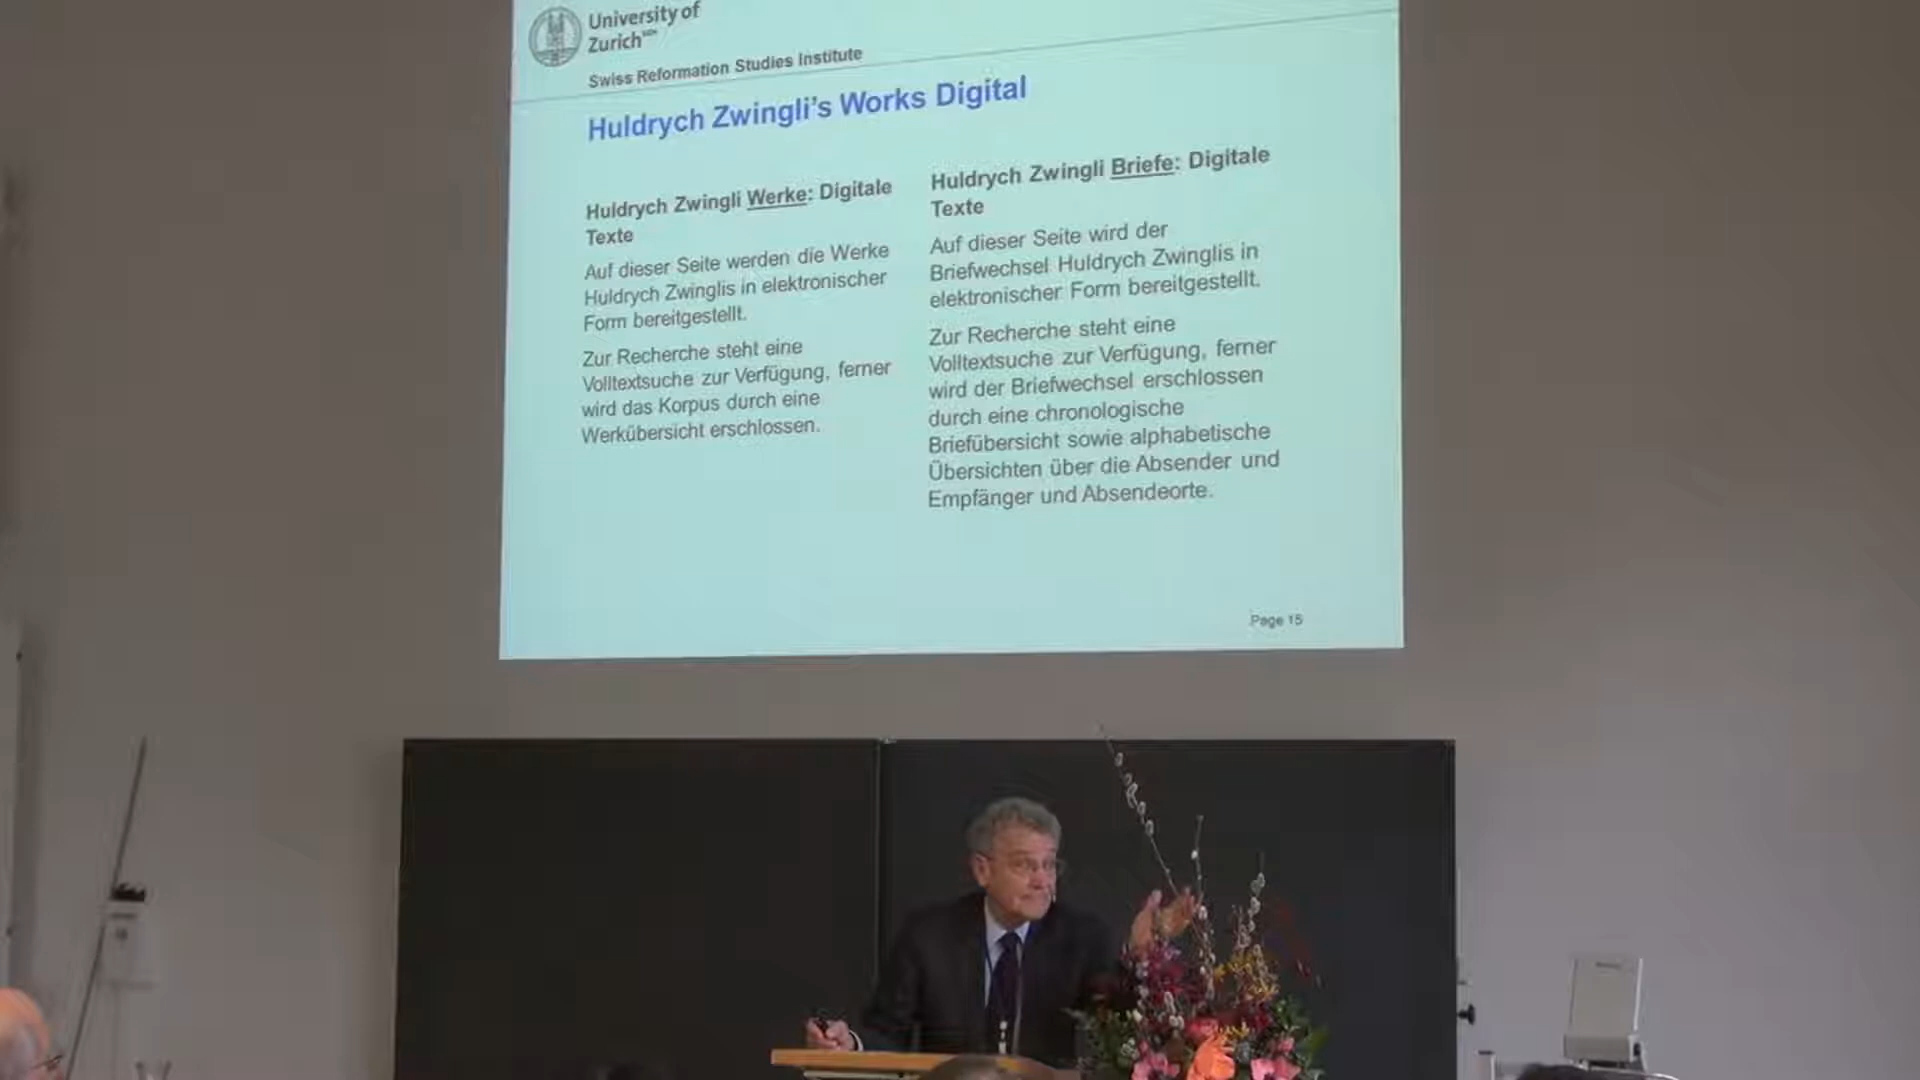 University of
Zurich
Swiss Reformation Studies Institute
Huldrych Zwingli's Works Digital
Huldrych Zwingli Werke: Digitale
Texte
Auf dieser Seite werden die Werke
Huldrych Zwinglis in elektronischer
Form bereitgestellt.
Zur Recherche steht eine
Volltextsuche zur Verfügung, ferner
wird das Korpus durch eine
Werkübersicht erschlossen.
Huldrych Zwingli Briefe: Digitale
Texte
Auf dieser Seite wird der
Briefwechsel Huldrych Zwinglis in
elektronischer Form bereitgestellt.
Zur Recherche steht eine
Volltextsuche zur Verfügung, ferner
wird der Briefwechsel erschlossen
durch eine chronologische
Briefübersicht sowie alphabetische
Übersichten über die Absender und
Empfänger und Absendeorte.
Page 15